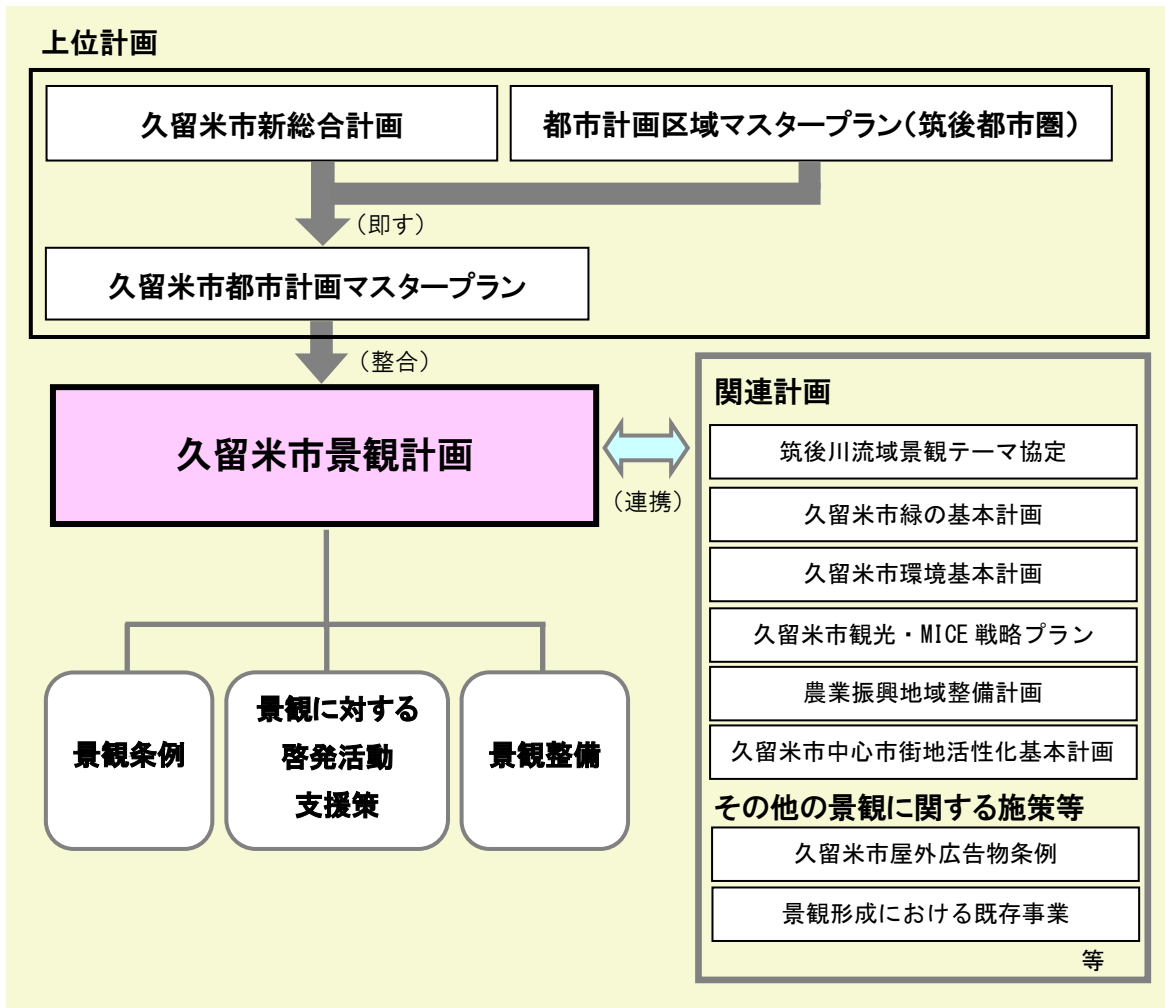 上位計画
久留米市新総合計画
都市計画区域マスタープラン(筑後都市圏)
(即す)
久留米市都市計画マスタープラン
(整合)
久留米市景観計画
(連携)
関連計画
筑後川流域景観テーマ協定
久留米市緑の基本計画
久留米市環境基本計画
久留米市観光・MICE 戦略プラン
農業振興地域整備計画
久留米市中心市街地活性化基本計画
その他の景観に関する施策等
久留米市屋外広告物条例
景観形成における既存事業
等
景観条例
景観に対する
啓発活動
支援策
景観整備